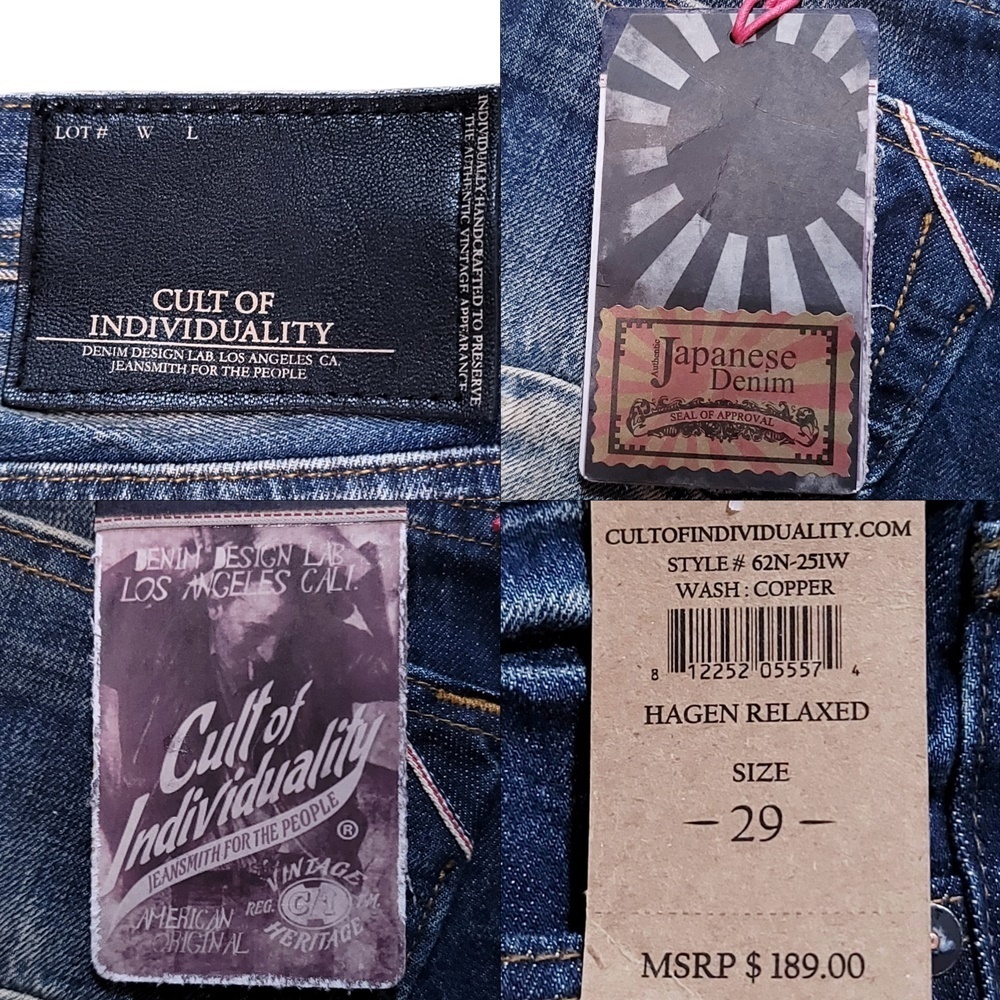 LOT # W L
CULT OF
INDIVIDUALITY
DENIM DESIGN LAB. LOS ANGELES CA.
JEANSMITH FOR THE PEOPLE
INDIVIDUALLY HANDCRAFTED TO PRESERVE
THE AUTHENTIC VINTAGE APPEARANCE
Authentic
Japanese
Denim
SEAL OF APPROVAL
DENIM DESIGN LAB
LOS ANGELES CALI.
Cult of
Individuality
JEANSMITH FOR THE PEOPLE
®
VINTAGE
REG. C/I T.M.
HERITAGE
AMERICAN
ORIGINAL
CULTOFINDIVIDUALITY.COM
STYLE # 62N-251W
WASH : COPPER
8 12252 05557 4
HAGEN RELAXED
SIZE
– 29 –
MSRP $ 189.00